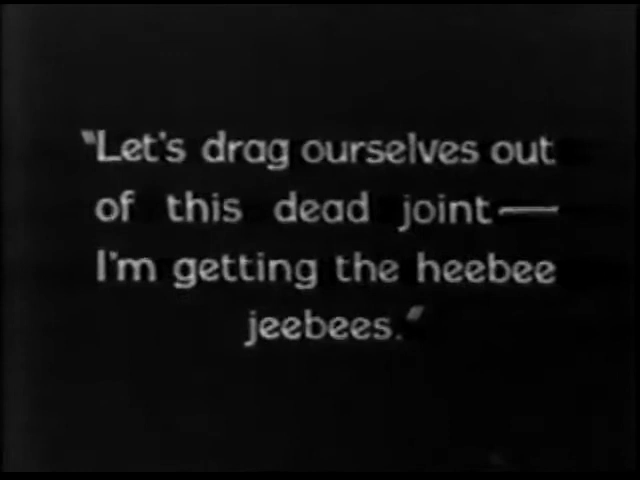 "Let's drag ourselves out
of this dead joint—
I'm getting the heebee
jeebees."